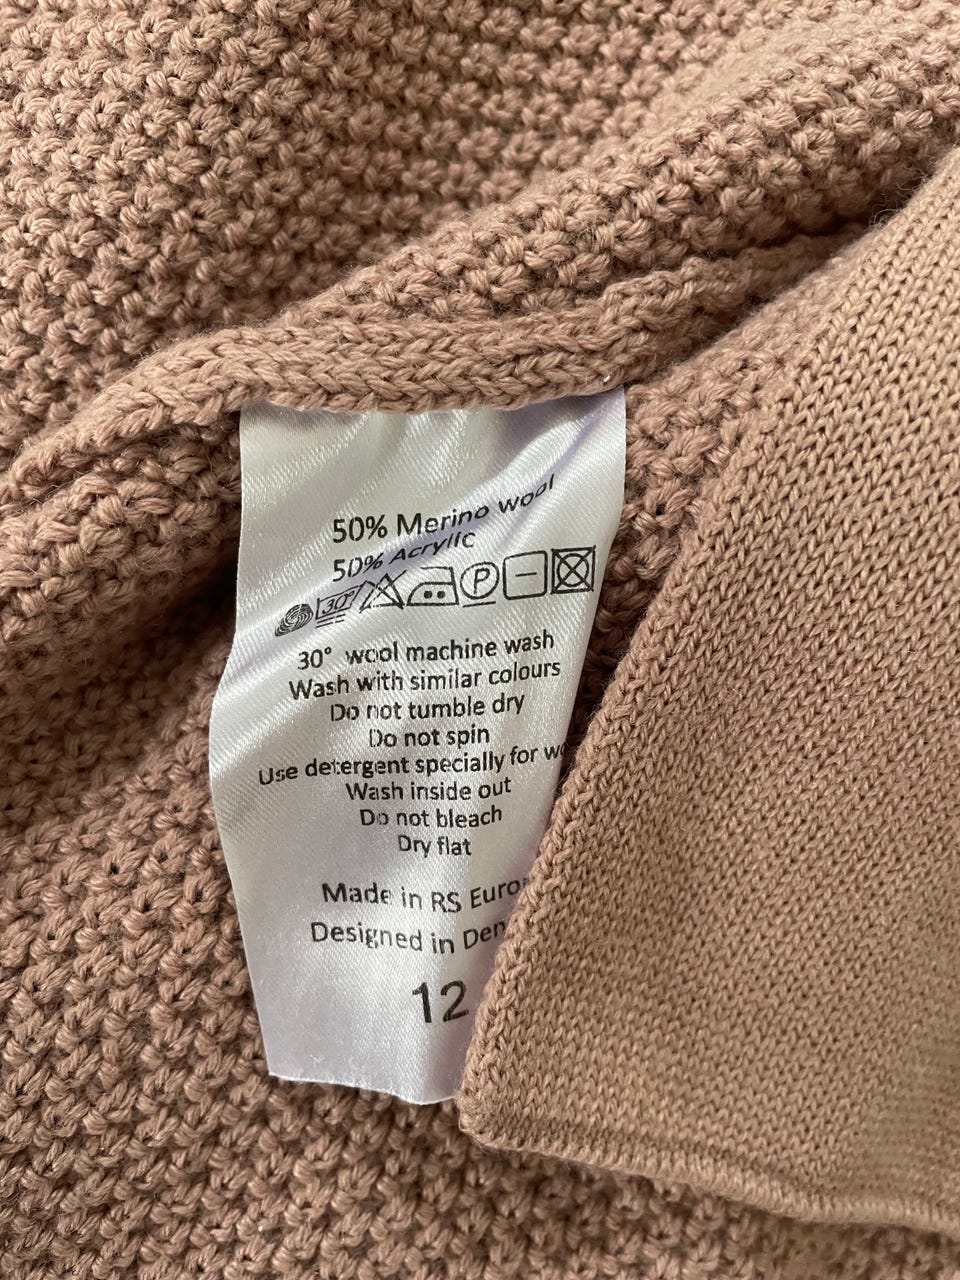 50% Merino wool
50% Acrylic
30° P
30° wool machine wash
Wash with similar colours
Do not tumble dry
Do not spin
Use detergent specially for
Wash inside out
Do not bleach
Dry flat
Made in RS
Designed in
12